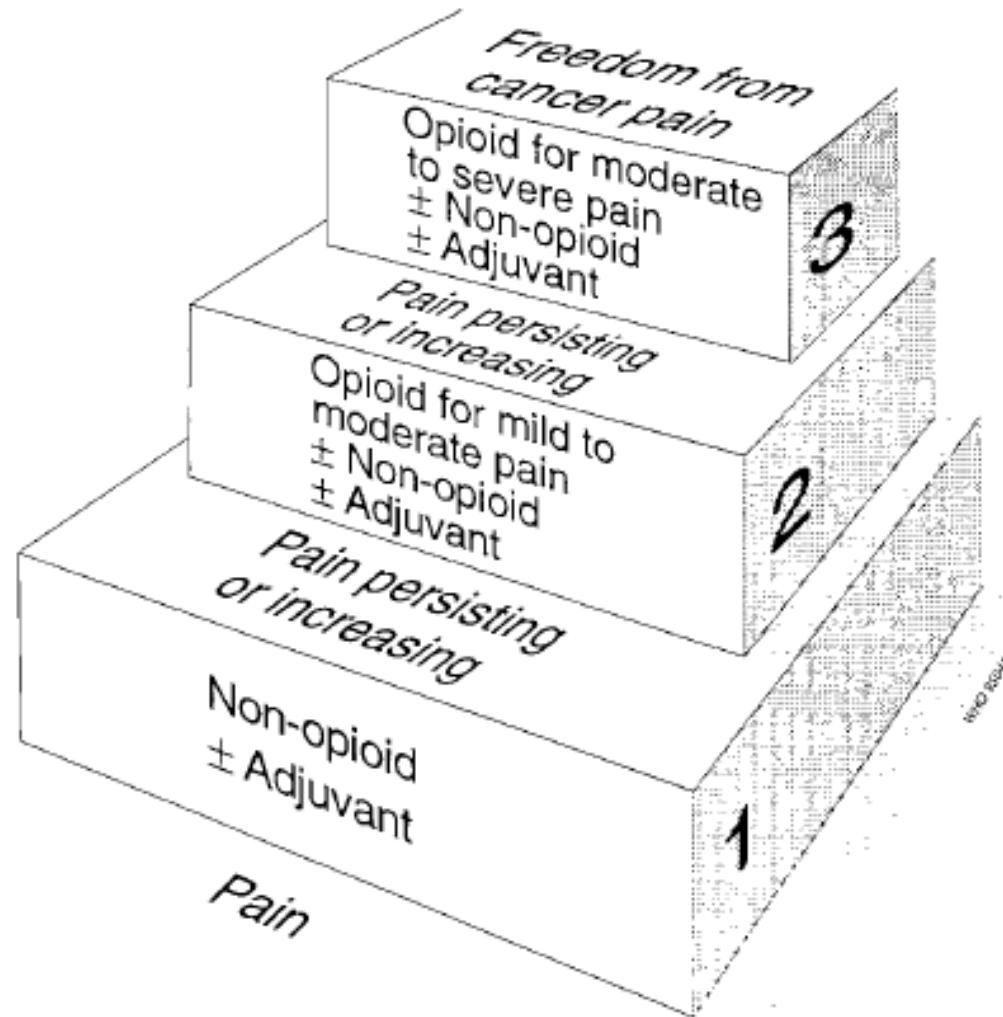 Freedom from
cancer pain
Opioid for moderate
to severe pain
± Non-opioid
± Adjuvant
3
Pain persisting
or increasing
Opioid for mild to
moderate pain
± Non-opioid
± Adjuvant
2
Pain persisting
or increasing
Non-opioid
± Adjuvant
1
Pain